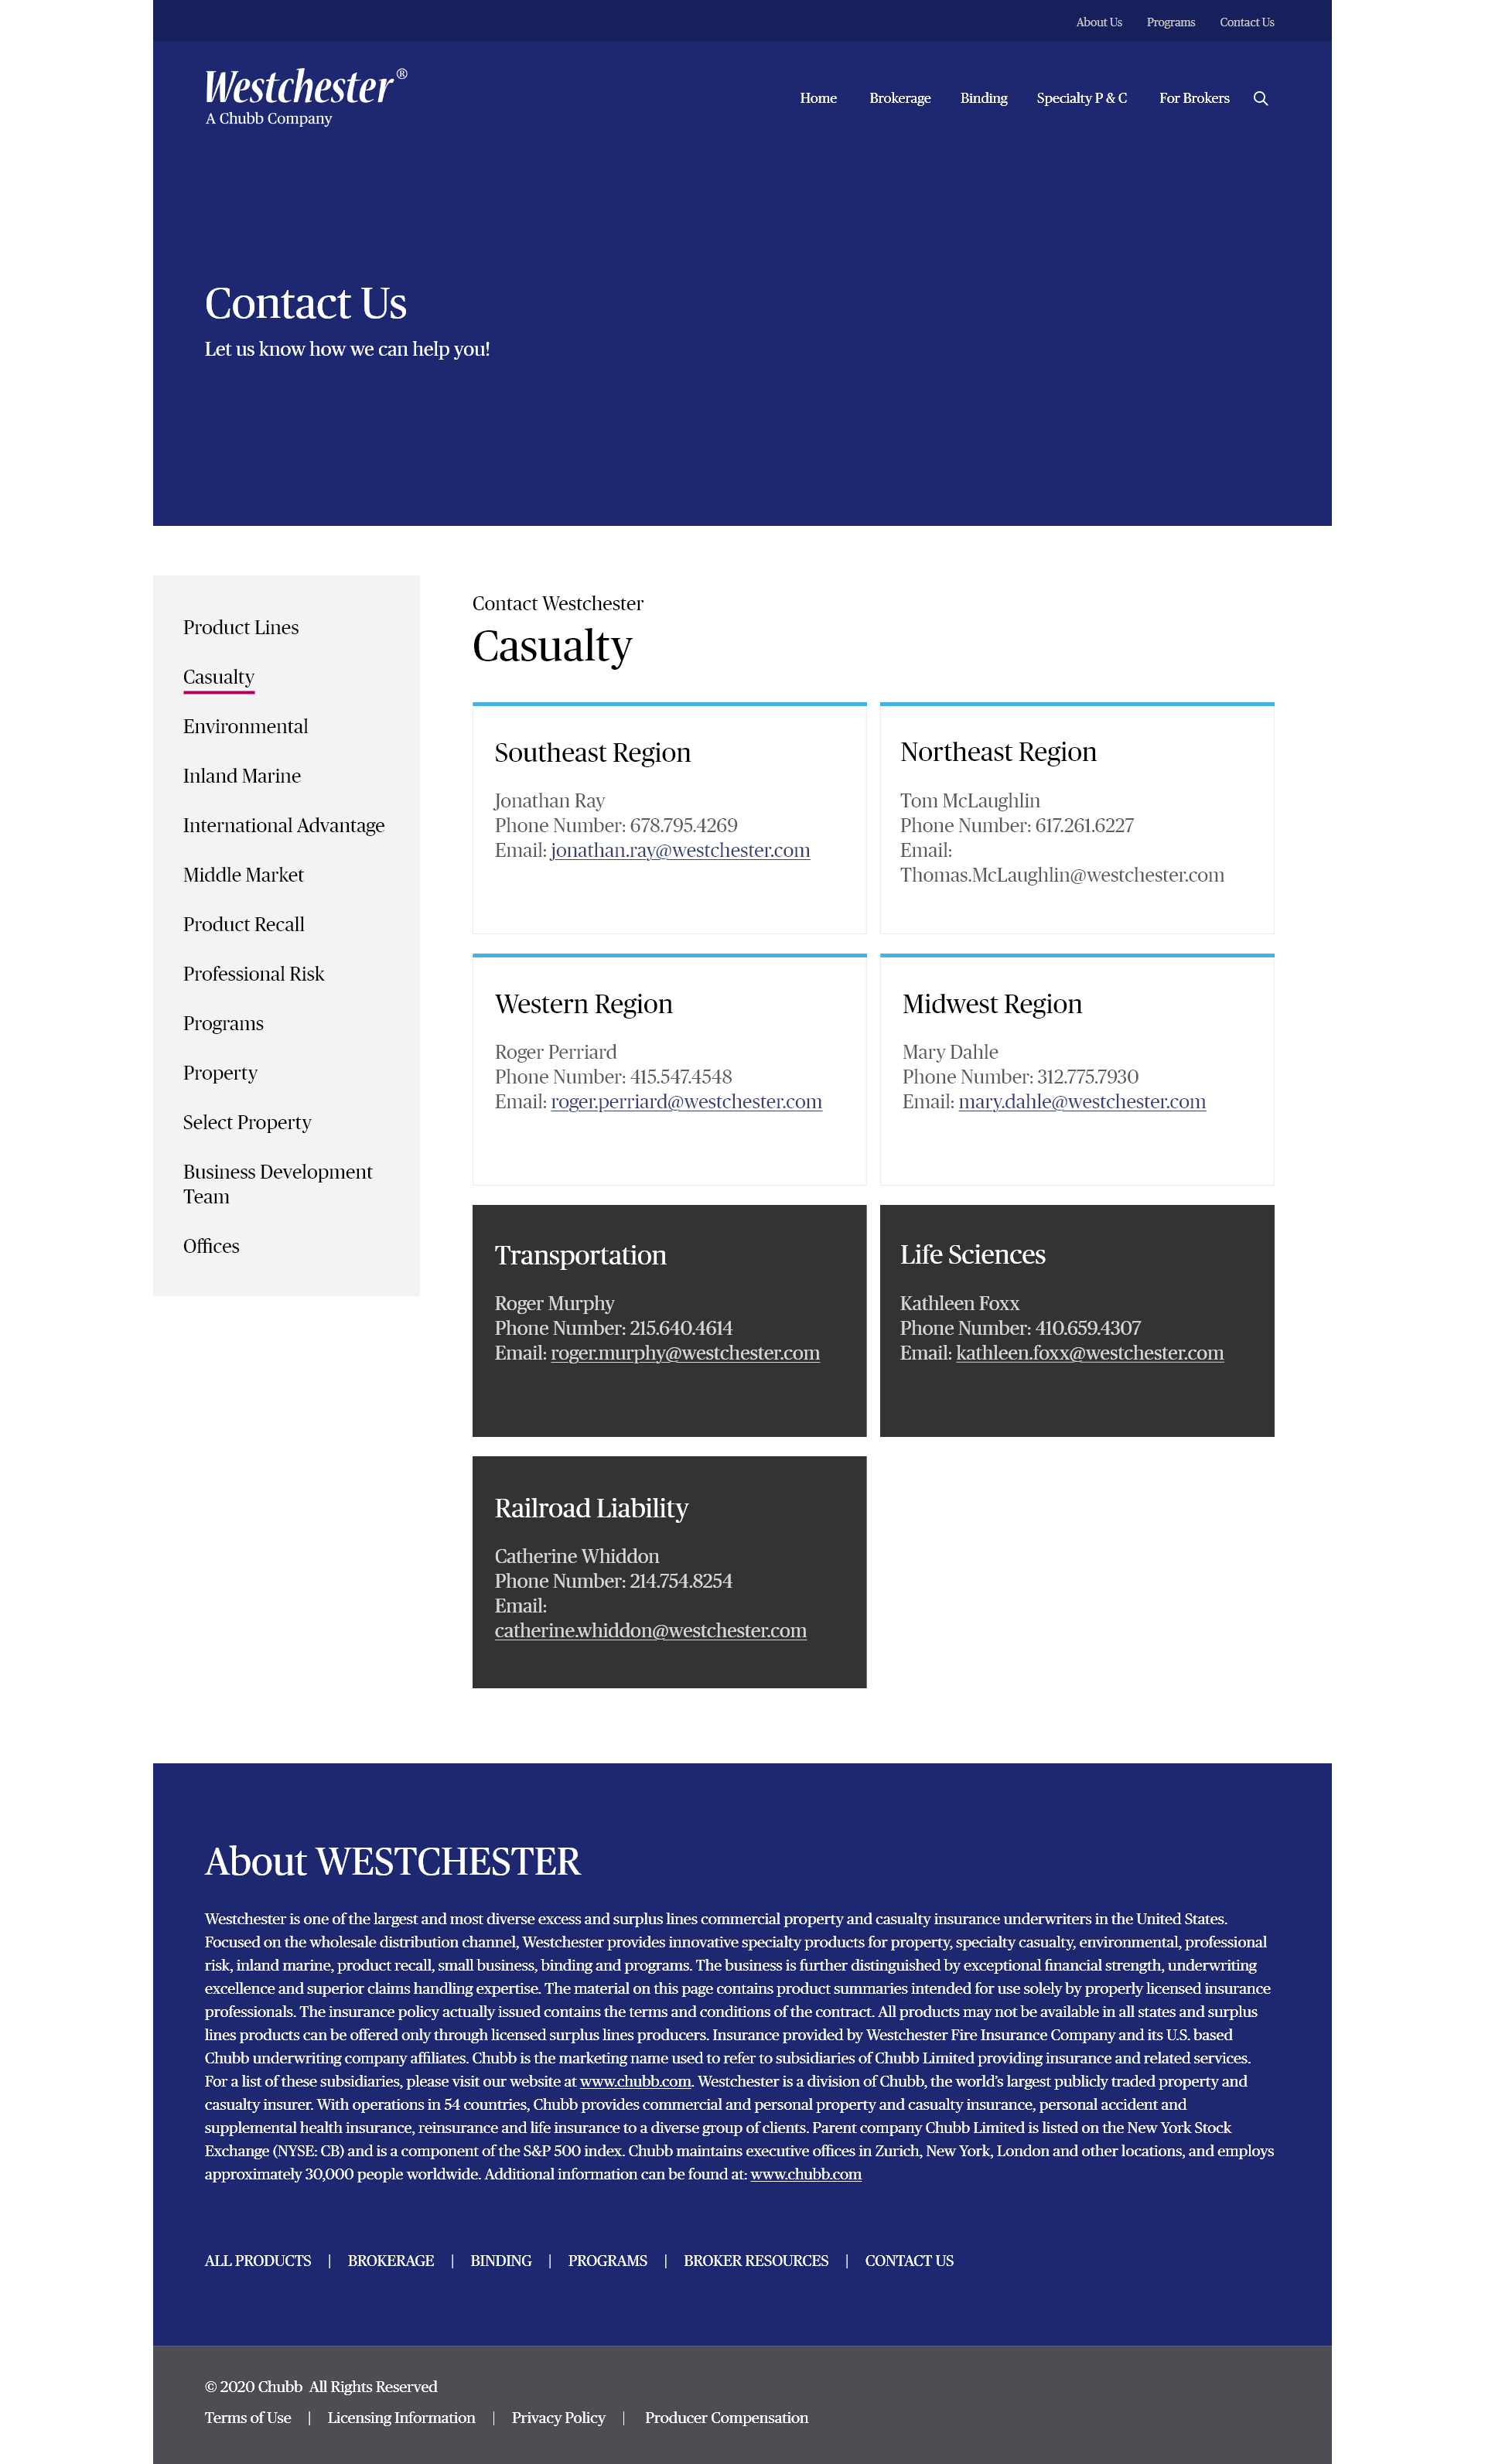 About Us Programs Contact Us
Westchester®
A Chubb Company
Home Brokerage Binding Specialty P & C For Brokers
Contact Us
Let us know how we can help you!
Product Lines
Casualty
Environmental
Inland Marine
International Advantage
Middle Market
Product Recall
Professional Risk
Programs
Property
Select Property
Business Development
Team
Offices
Contact Westchester
Casualty
Southeast Region
Jonathan Ray
Phone Number: 678.795.4269
Email: jonathan.ray@westchester.com
Northeast Region
Tom McLaughlin
Phone Number: 617.261.6227
Email:
Thomas.McLaughlin@westchester.com
Western Region
Roger Perriard
Phone Number: 415.547.4548
Email: roger.perriard@westchester.com
Midwest Region
Mary Dahle
Phone Number: 312.775.7930
Email: mary.dahle@westchester.com
Transportation
Roger Murphy
Phone Number: 215.640.4614
Email: roger.murphy@westchester.com
Life Sciences
Kathleen Foxx
Phone Number: 410.659.4307
Email: kathleen.foxx@westchester.com
Railroad Liability
Catherine Whiddon
Phone Number: 214.754.8254
Email:
catherine.whiddon@westchester.com
About WESTCHESTER
Westchester is one of the largest and most diverse excess and surplus lines commercial property and casualty insurance underwriters in the United States.
Focused on the wholesale distribution channel, Westchester provides innovative specialty products for property, specialty casualty, environmental, professional
risk, inland marine, product recall, small business, binding and programs. The business is further distinguished by exceptional financial strength, underwriting
excellence and superior claims handling expertise. The material on this page contains product summaries intended for use solely by properly licensed insurance
professionals. The insurance policy actually issued contains the terms and conditions of the contract. All products may not be available in all states and surplus
lines products can be offered only through licensed surplus lines producers. Insurance provided by Westchester Fire Insurance Company and its U.S. based
Chubb underwriting company affiliates. Chubb is the marketing name used to refer to subsidiaries of Chubb Limited providing insurance and related services.
For a list of these subsidiaries, please visit our website at www.chubb.com. Westchester is a division of Chubb, the world’s largest publicly traded property and
casualty insurer. With operations in 54 countries, Chubb provides commercial and personal property and casualty insurance, personal accident and
supplemental health insurance, reinsurance and life insurance to a diverse group of clients. Parent company Chubb Limited is listed on the New York Stock
Exchange (NYSE: CB) and is a component of the S&P 500 index. Chubb maintains executive offices in Zurich, New York, London and other locations, and employs
approximately 30,000 people worldwide. Additional information can be found at: www.chubb.com
ALL PRODUCTS | BROKERAGE | BINDING | PROGRAMS | BROKER RESOURCES | CONTACT US
© 2020 Chubb All Rights Reserved
Terms of Use | Licensing Information | Privacy Policy | Producer Compensation